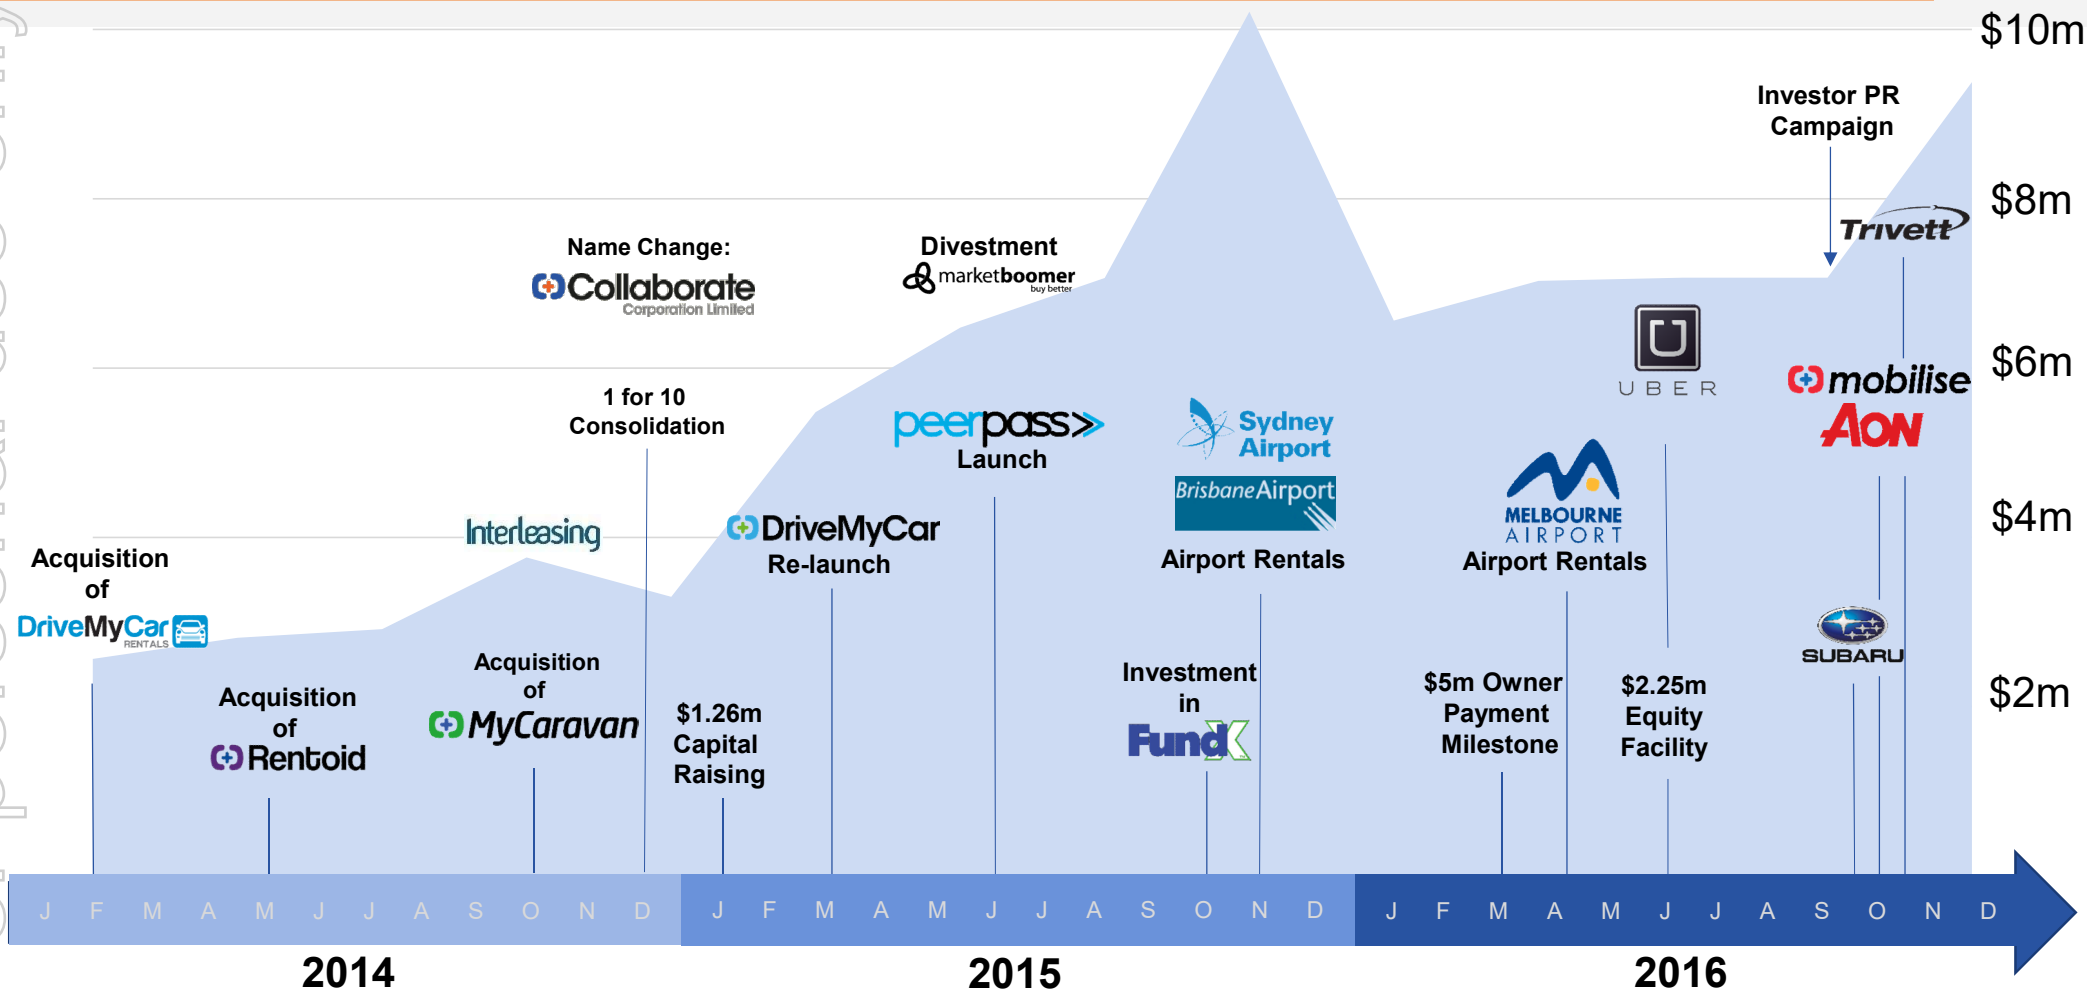 $10m
Investor PR
Campaign
$8m
Trivett
Name Change:
Collaborate
Corporation Limited
Divestment
marketboomer
buy better
$6m
U
UBER
mobilise
AON
1 for 10
Consolidation
peerpass>>
Launch
Sydney
Airport
BrisbaneAirport
Airport Rentals
MELBOURNE
AIRPORT
Airport Rentals
$4m
Interleasing
DriveMyCar
Re-launch
Acquisition
of
DriveMyCar
RENTALS
SUBARU
Acquisition
of
Rentoid
Acquisition
of
MyCaravan
$1.26m
Capital
Raising
Investment
in
FundX
$5m Owner
Payment
Milestone
$2.25m
Equity
Facility
$2m
J F M A M J J A S O N D J F M A M J J A S O N D J F M A M J J A S O N D
2014 2015 2016